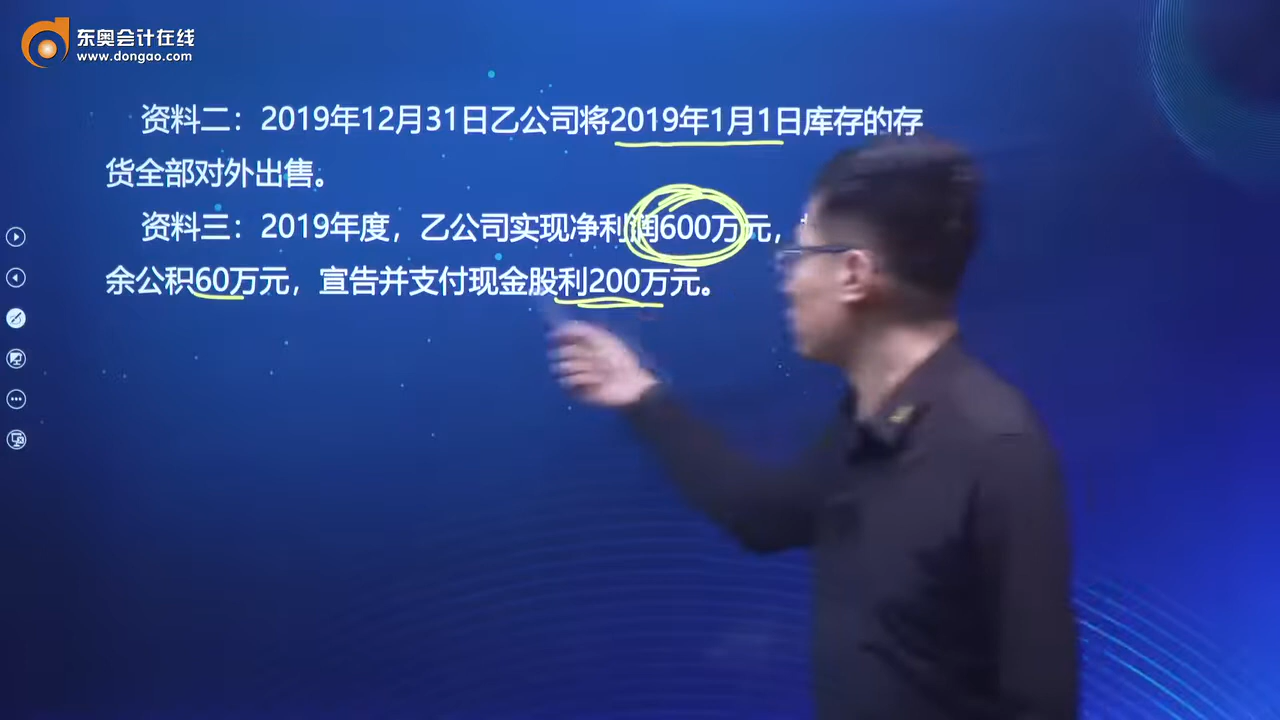 东奥会计在线
www.dongao.com
资料二：2019年12月31日乙公司将2019年1月1日库存的存
货全部对外出售。
资料三：2019年度，乙公司实现净利润600万元，
余公积60万元，宣告并支付现金股利200万元。